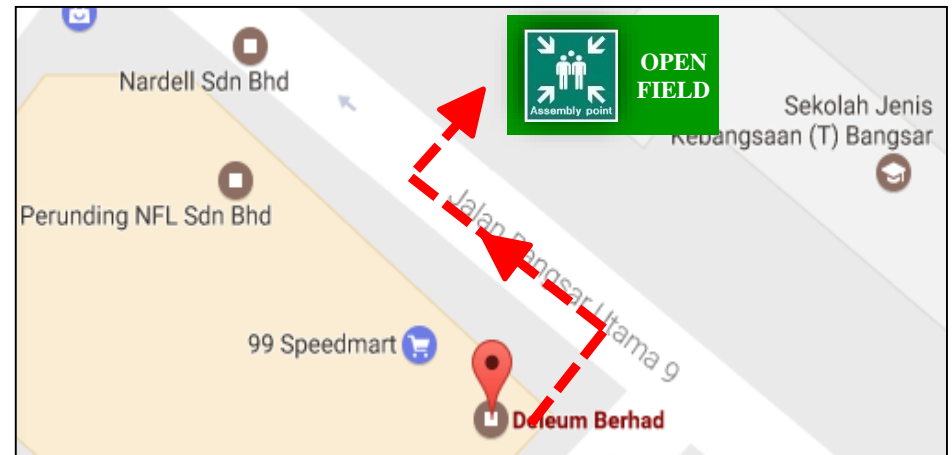 Nardell Sdn Bhd
Assembly point
OPEN
FIELD
Sekolah Jenis
Kebangsaan (T) Bangsar
Perunding NFL Sdn Bhd
Jalan Bangsar Utama 9
99 Speedmart
Deleum Berhad